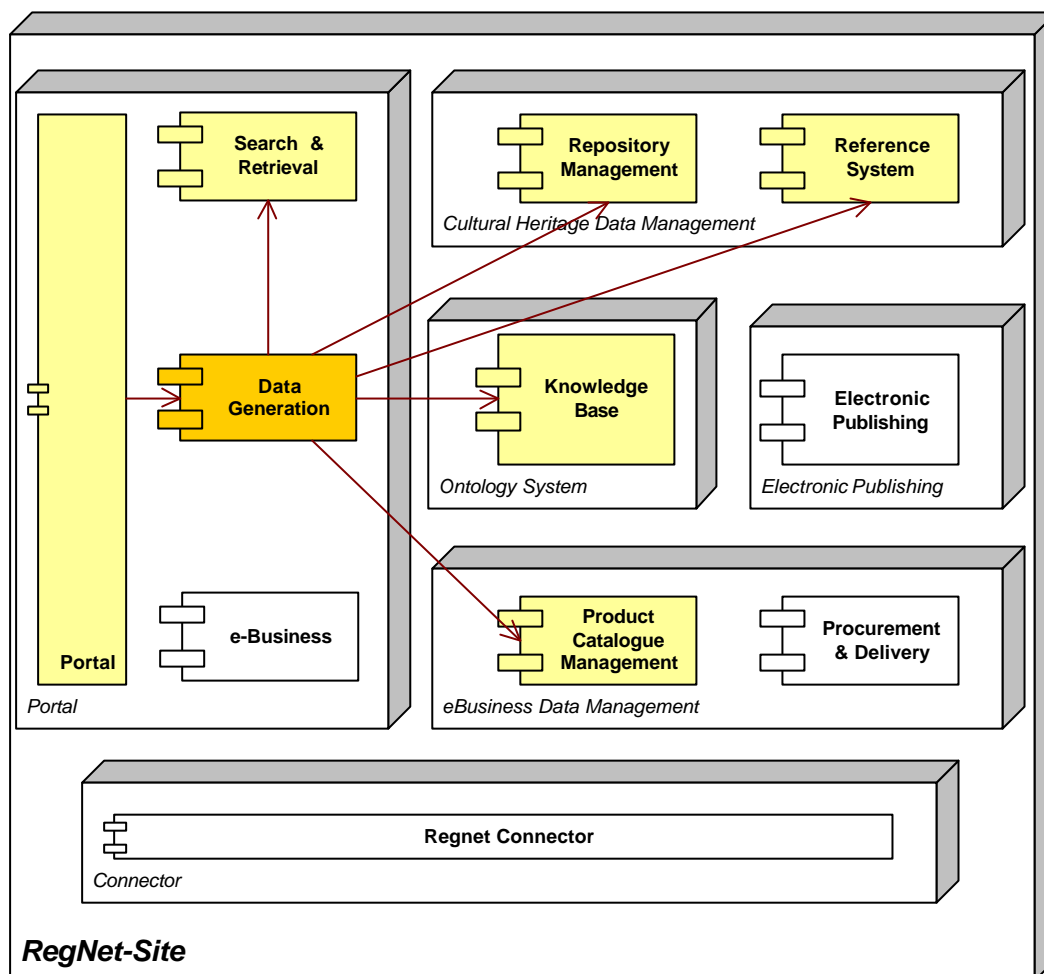 Search &
Retrieval
Repository
Management
Reference
System
Cultural Heritage Data Management
Data
Generation
Knowledge
Base
Ontology System
Electronic
Publishing
Electronic Publishing
e-Business
Portal
Portal
Product
Catalogue
Management
Procurement
& Delivery
eBusiness Data Management
Regnet Connector
Connector
RegNet-Site